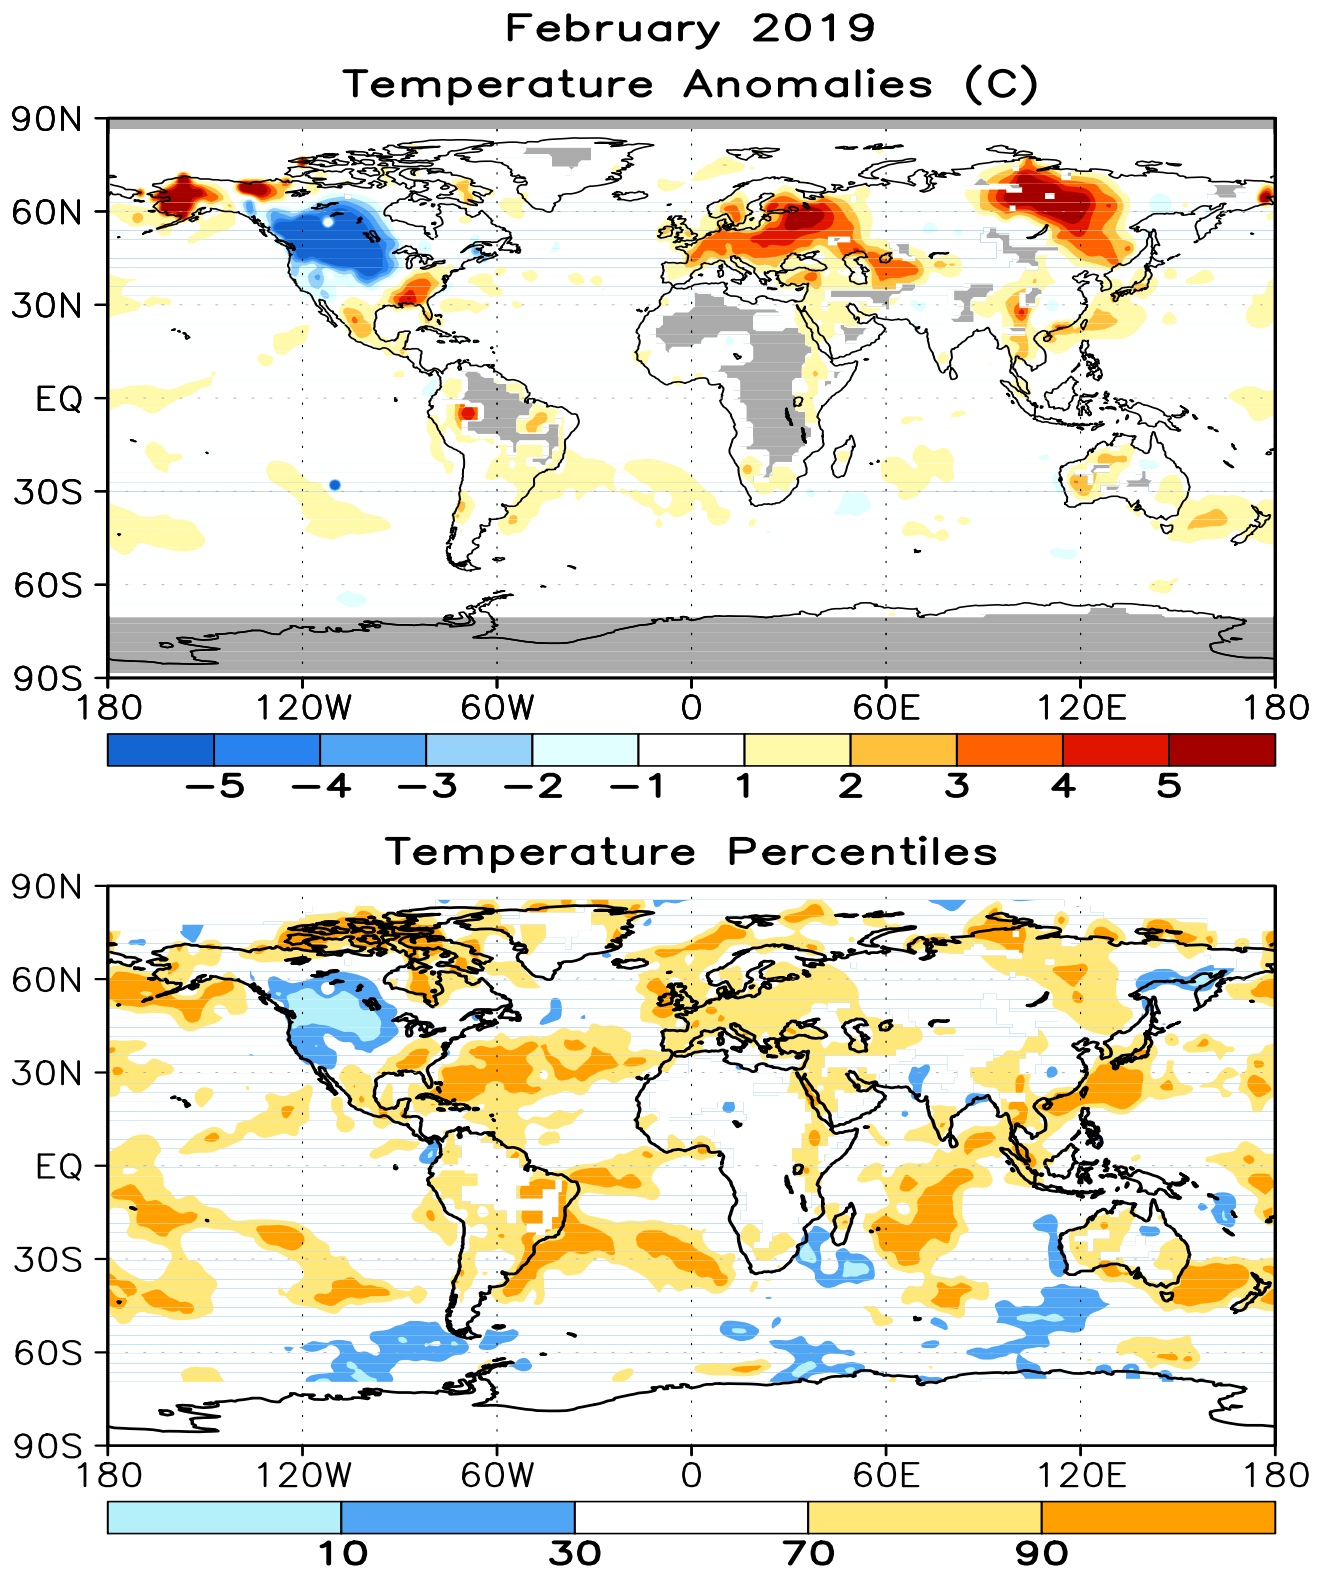 February 2019
Temperature Anomalies (C)
90N
60N
30N
EQ
30S
60S
90S
180 120W 60W 0 60E 120E 180
−5 −4 −3 −2 −1 1 2 3 4 5
Temperature Percentiles
90N
60N
30N
EQ
30S
60S
90S
180 120W 60W 0 60E 120E 180
10 30 70 90